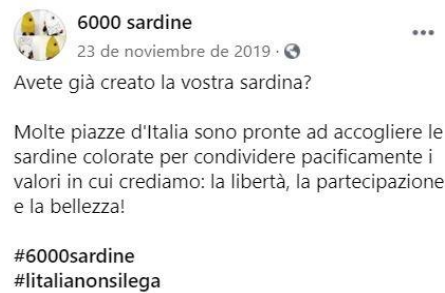 6000 sardine
23 de noviembre de 2019 ·
Avete già creato la vostra sardina?
Molte piazze d'Italia sono pronte ad accogliere le
sardine colorate per condividere pacificamente i
valori in cui crediamo: la libertà, la partecipazione
e la bellezza!
#6000sardine
#litalianonsilega